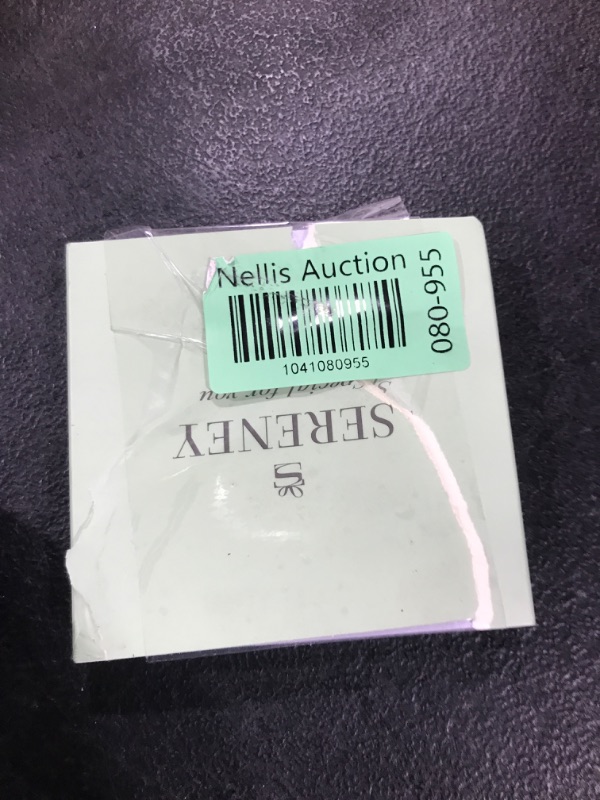 Nellis Auction
1041080955
080-955
SERENEY
Special for you
S